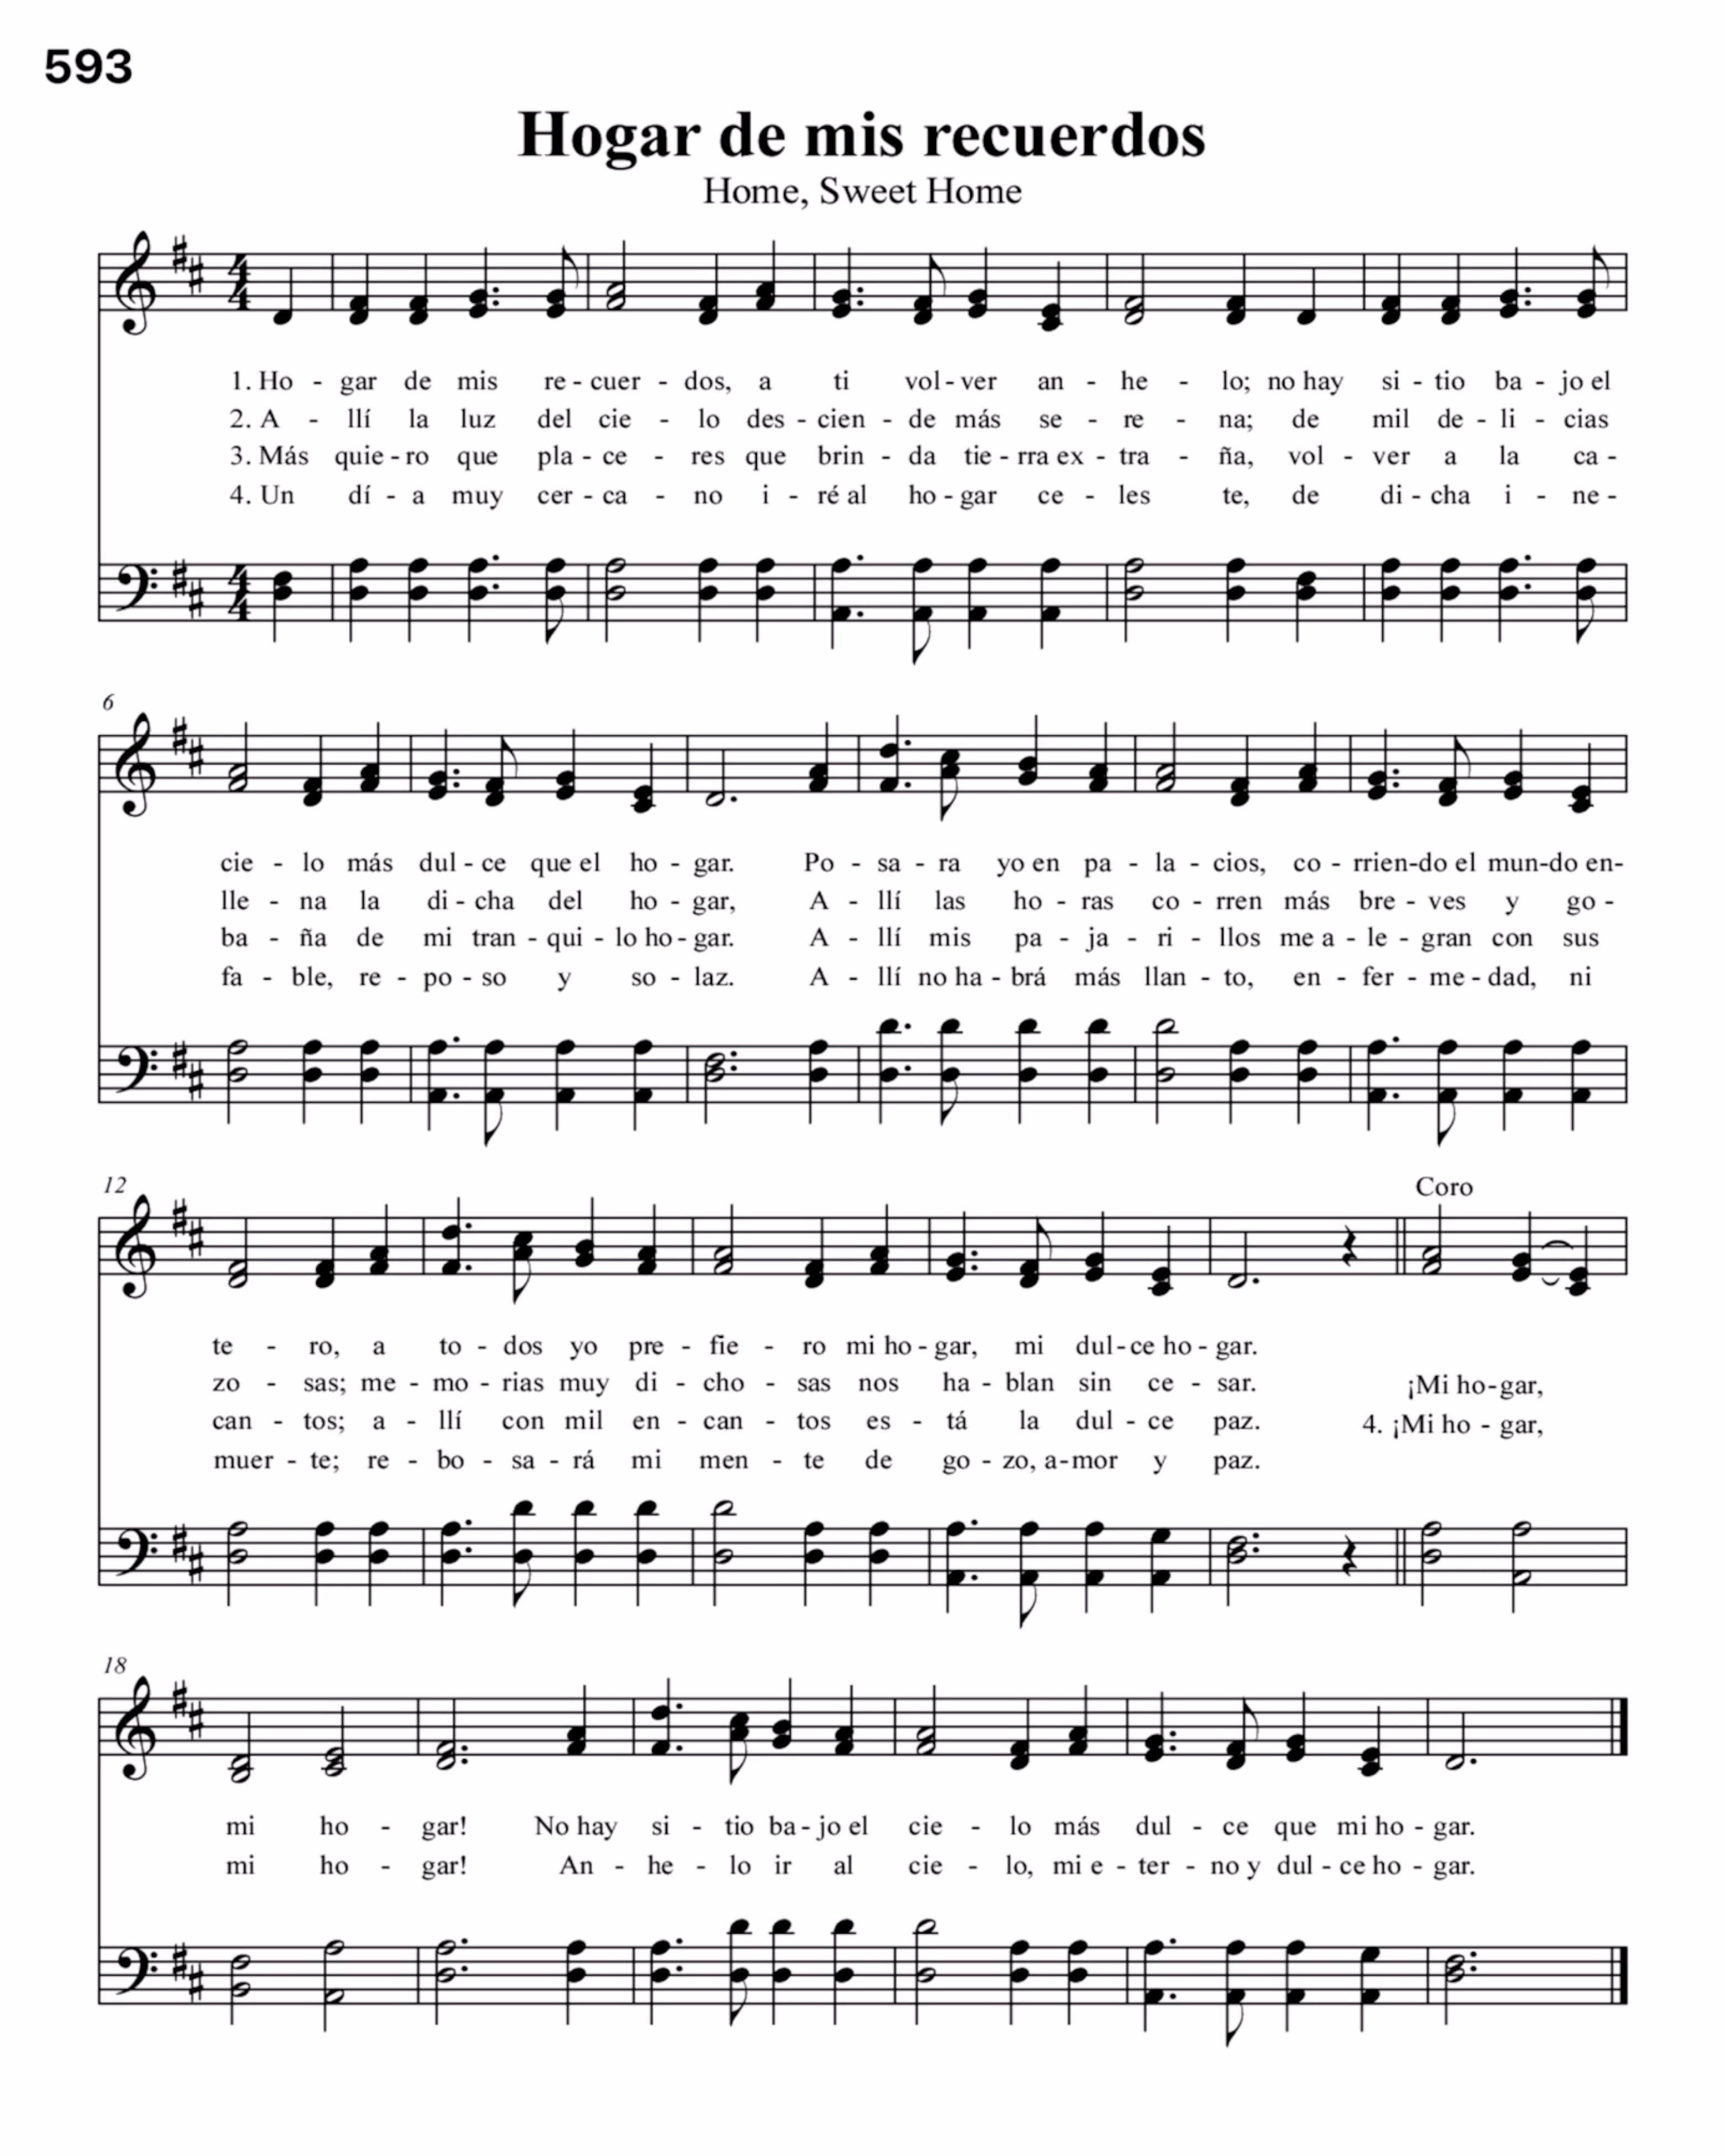 593
Hogar de mis recuerdos
Home, Sweet Home
1. Ho - gar de mis re - cuer - dos, a ti vol - ver an - he - lo; no hay si - tio ba - jo el
2. A - llí la luz del cie - lo des - cien - de más se - re - na; de mil de - li - cias
3. Más quie - ro que pla - ce - res que brin - da tie - rra ex - tra - ña, vol - ver a la ca -
4. Un dí - a muy cer - ca - no i - ré al ho - gar ce - les te, de di - cha i - ne -
6
cie - lo más dul - ce que el ho - gar. Po - sa - ra yo en pa - la - cios, co - rrien - do el mun - do en-
lle - na la di - cha del ho - gar, A - llí las ho - ras co - rren más bre - ves y go -
ba - ña de mi tran - qui - lo ho - gar. A - llí mis pa - ja - ri - llos me a - le - gran con sus
fa - ble, re - po - so y so - laz. A - llí no ha - brá más llan - to, en - fer - me - dad, ni
12
Coro
te - ro, a to - dos yo pre - fie - ro mi ho - gar, mi dul - ce ho - gar.
zo - sas; me - mo - rias muy di - cho - sas nos ha - blan sin ce - sar. ¡Mi ho - gar,
can - tos; a - llí con mil en - can - tos es - tá la dul - ce paz. 4. ¡Mi ho - gar,
muer - te; re - bo - sa - rá mi men - te de go - zo, a - mor y paz.
18
mi ho - gar! No hay si - tio ba - jo el cie - lo más dul - ce que mi ho - gar.
mi ho - gar! An - he - lo ir al cie - lo, mi e - ter - no y dul - ce ho - gar.